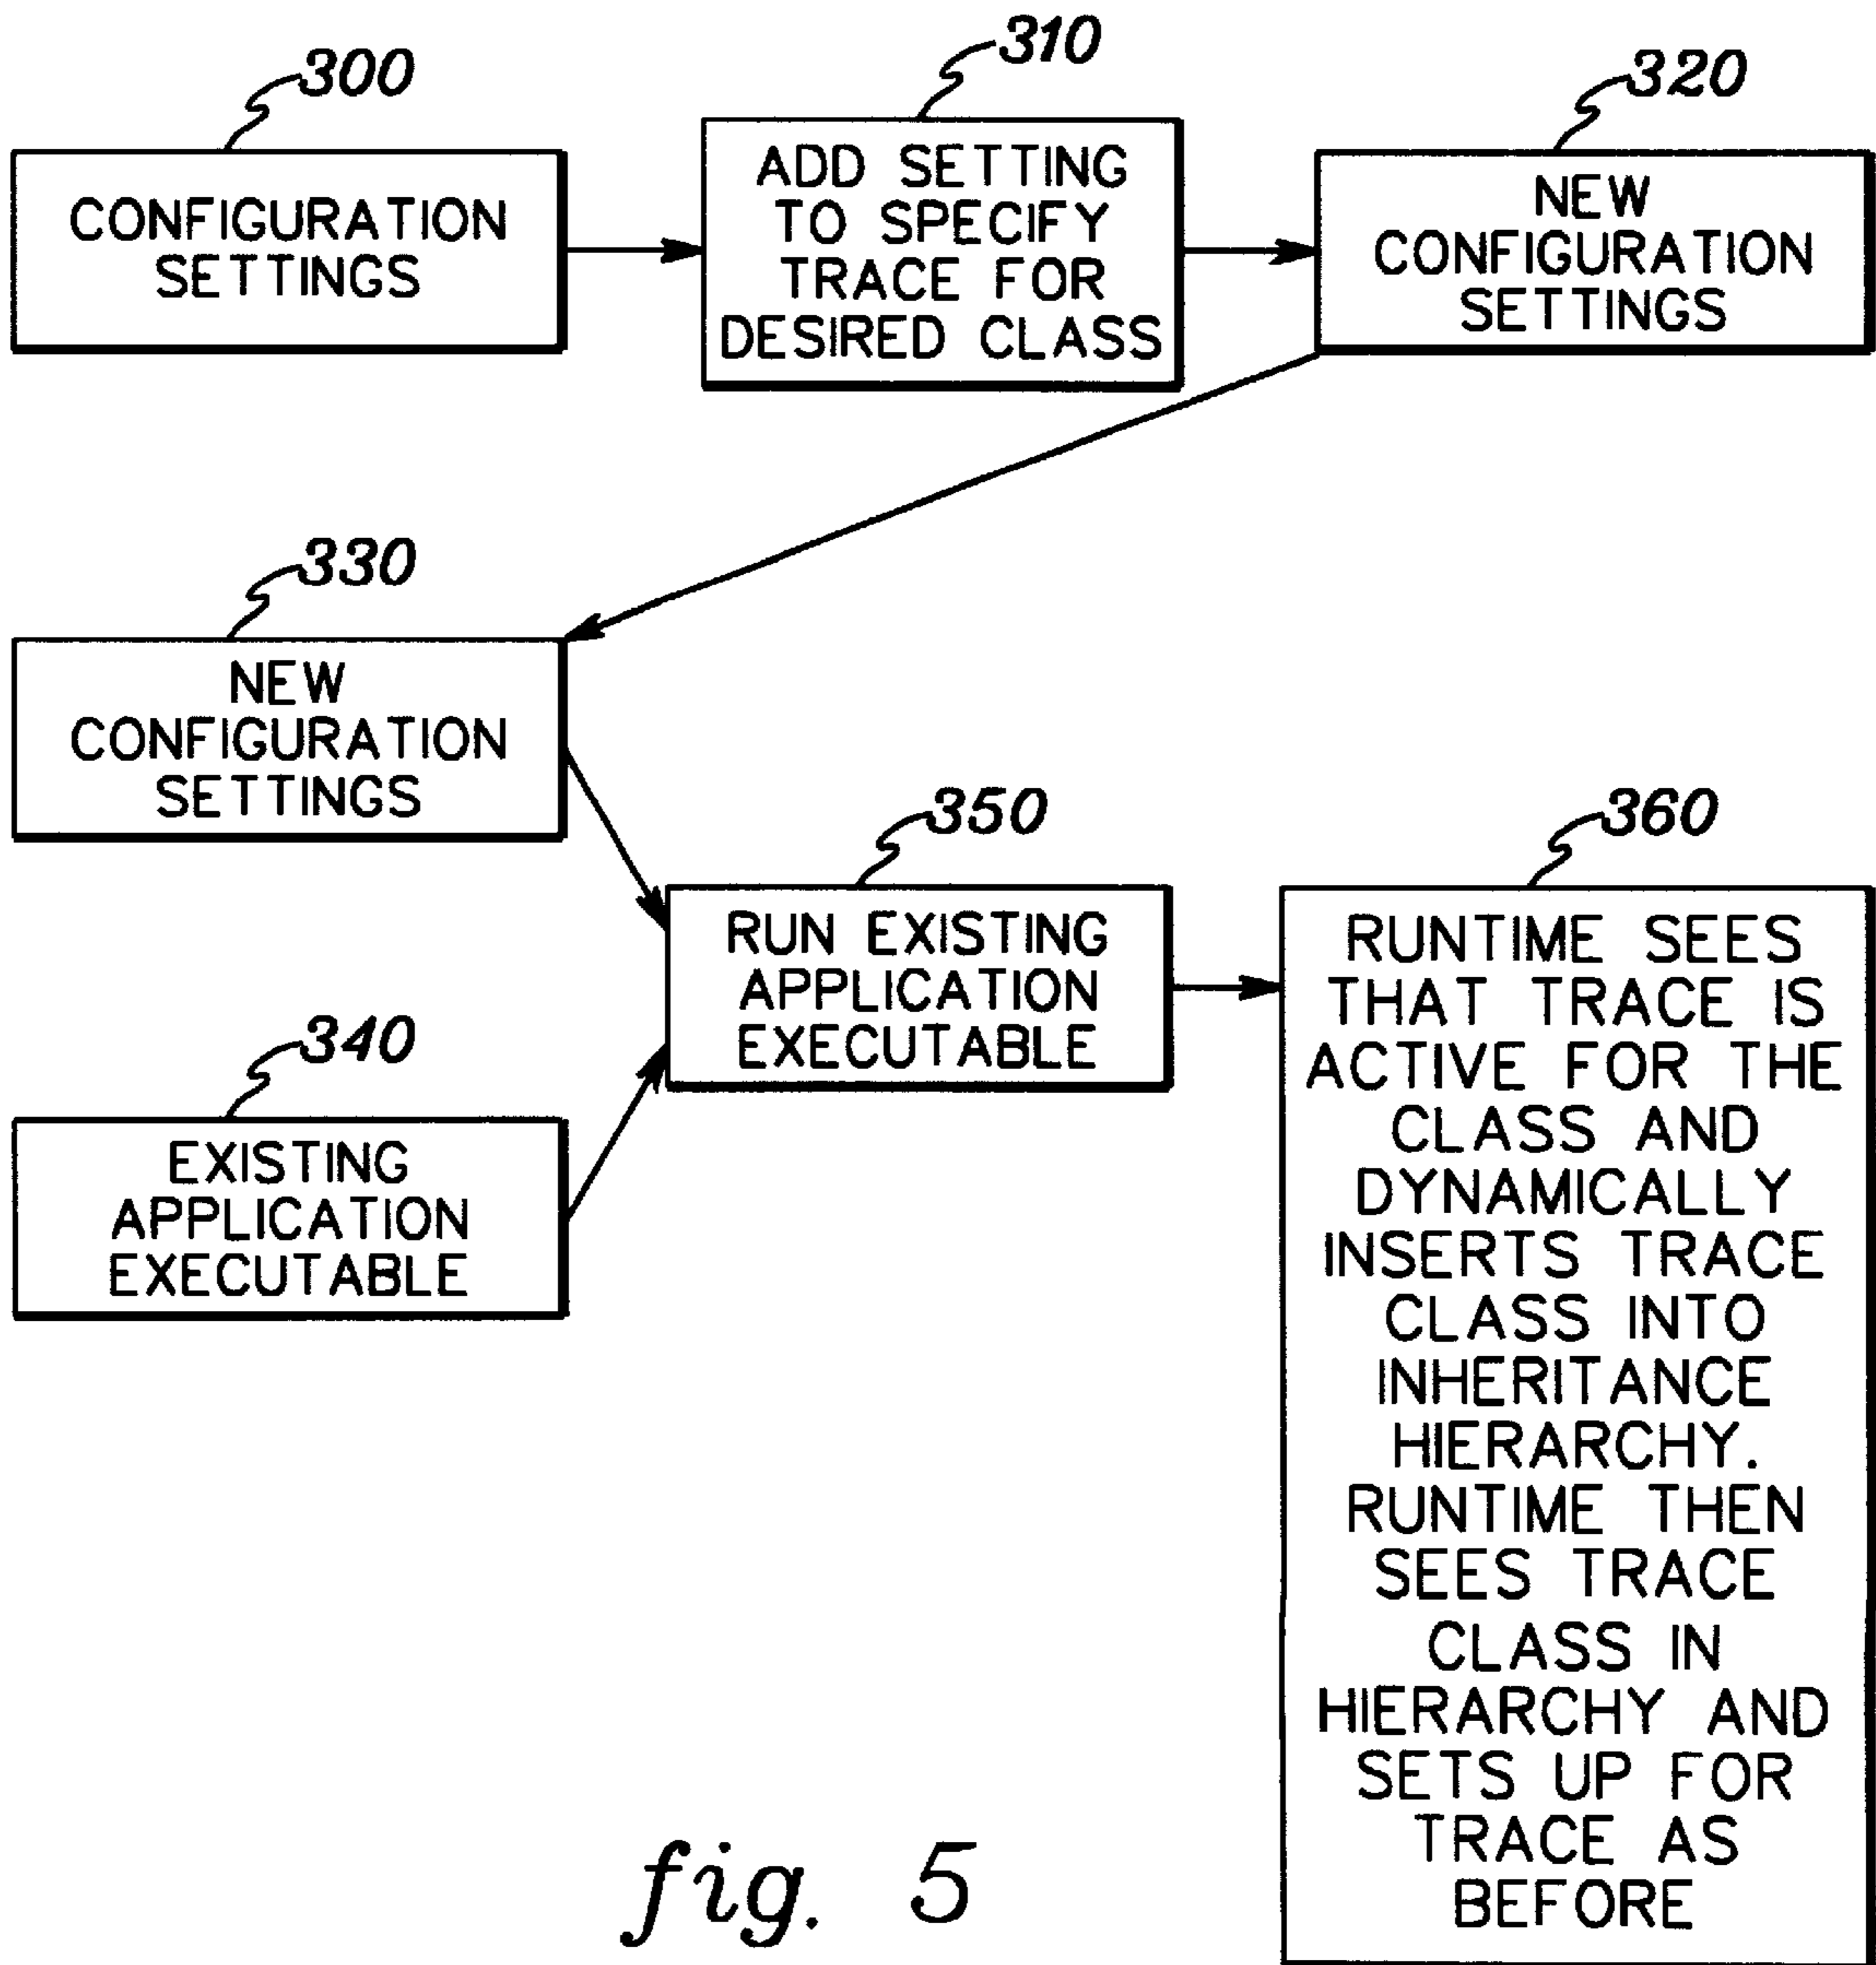 300
CONFIGURATION
SETTINGS
310
ADD SETTING
TO SPECIFY
TRACE FOR
DESIRED CLASS
320
NEW
CONFIGURATION
SETTINGS
330
NEW
CONFIGURATION
SETTINGS
340
EXISTING
APPLICATION
EXECUTABLE
350
RUN EXISTING
APPLICATION
EXECUTABLE
360
RUNTIME SEES
THAT TRACE IS
ACTIVE FOR THE
CLASS AND
DYNAMICALLY
INSERTS TRACE
CLASS INTO
INHERITANCE
HIERARCHY.
RUNTIME THEN
SEES TRACE
CLASS IN
HIERARCHY AND
SETS UP FOR
TRACE AS
BEFORE
fig. 5